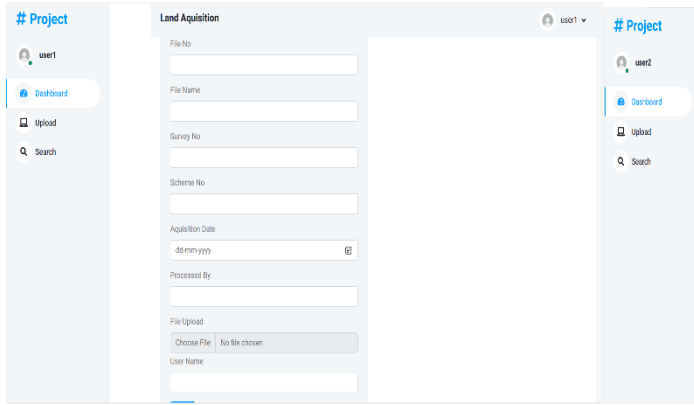 # Project
user1
Dashboard
Upload
Search
Land Aquisition
user1
File No
File Name
Survey No
Scheme No
Aquisition Date
dd-mm-yyyy
Processed By
File Upload
Choose File No file chosen
User Name
# Project
user2
Dashboard
Upload
Search